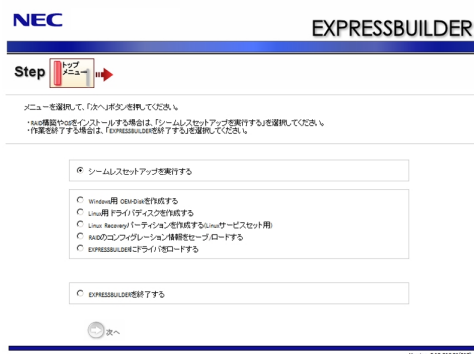 NEC
EXPRESSBUILDER
Step
トップ
メニュー
メニューを選択して、「次へ」ボタンを押してください。
・RAID構築やOSをインストールする場合は、「シームレスセットアップを実行する」を選択してください。
・作業を終了する場合は、「EXPRESSBUILDERを終了する」を選択してください。
シームレスセットアップを実行する
Windows用 OEM-Diskを作成する
Linux用 ドライバディスクを作成する
Linux Recoveryパーティションを作成する(Linuxサービスセット用)
RAIDのコンフィグレーション情報をセーブ/ロードする
EXPRESSBUILDERにドライバをロードする
EXPRESSBUILDERを終了する
次へ